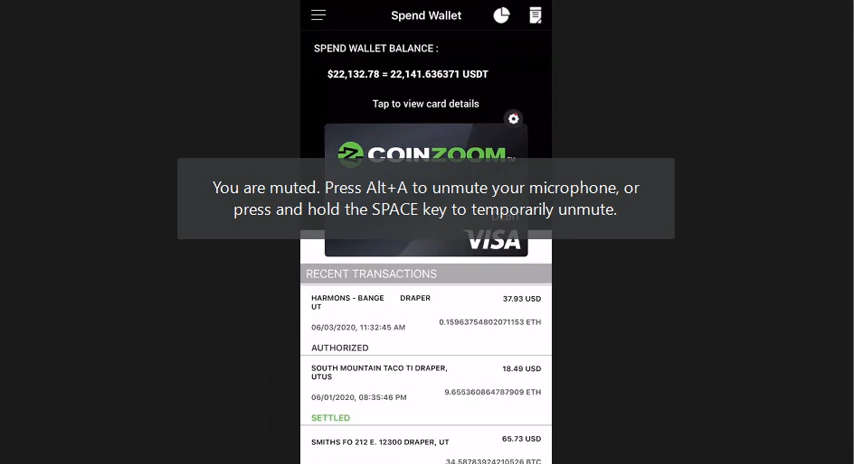 Spend Wallet
SPEND WALLET BALANCE :
$22,132.78 = 22,141.636371 USDT
Tap to view card details
COINZOOM
You are muted. Press Alt+A to unmute your microphone, or
press and hold the SPACE key to temporarily unmute.
DEBIT
VISA
RECENT TRANSACTIONS
HARMONS - BANGE DRAPER 37.93 USD
UT
0.15963754802071153 ETH
06/03/2020, 11:32:45 AM
AUTHORIZED
SOUTH MOUNTAIN TACO TI DRAPER, 18.49 USD
UTUS
9.655360864787909 ETH
06/01/2020, 08:35:46 PM
SETTLED
SMITHS FO 212 E. 12300 DRAPER, UT 65.73 USD
34.58783924210526 BTC